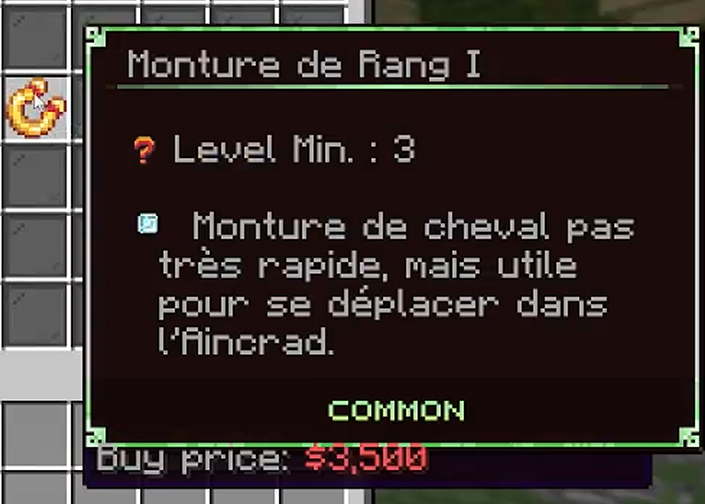 Monture de Rang I
? Level Min. : 3
Monture de cheval pas
très rapide, mais utile
pour se déplacer dans
l'Aincrad.
COMMON
Buy price: $3,500